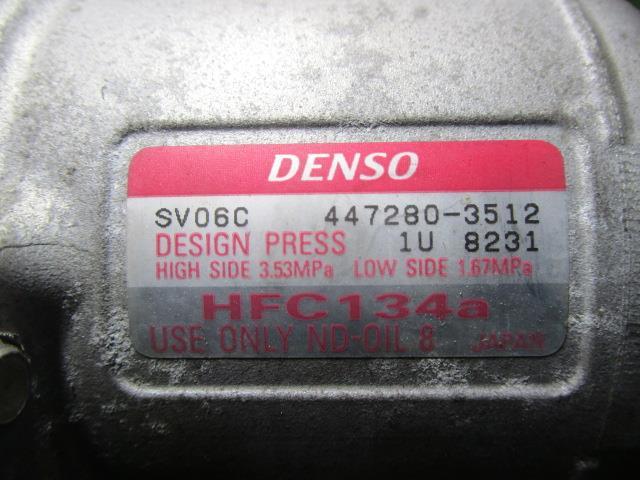 DENSO
SV06C 447280-3512
DESIGN PRESS 1U 8231
HIGH SIDE 3.53MPa LOW SIDE 1.67MPa
HFC134a
USE ONLY ND-OIL 8 JAPAN